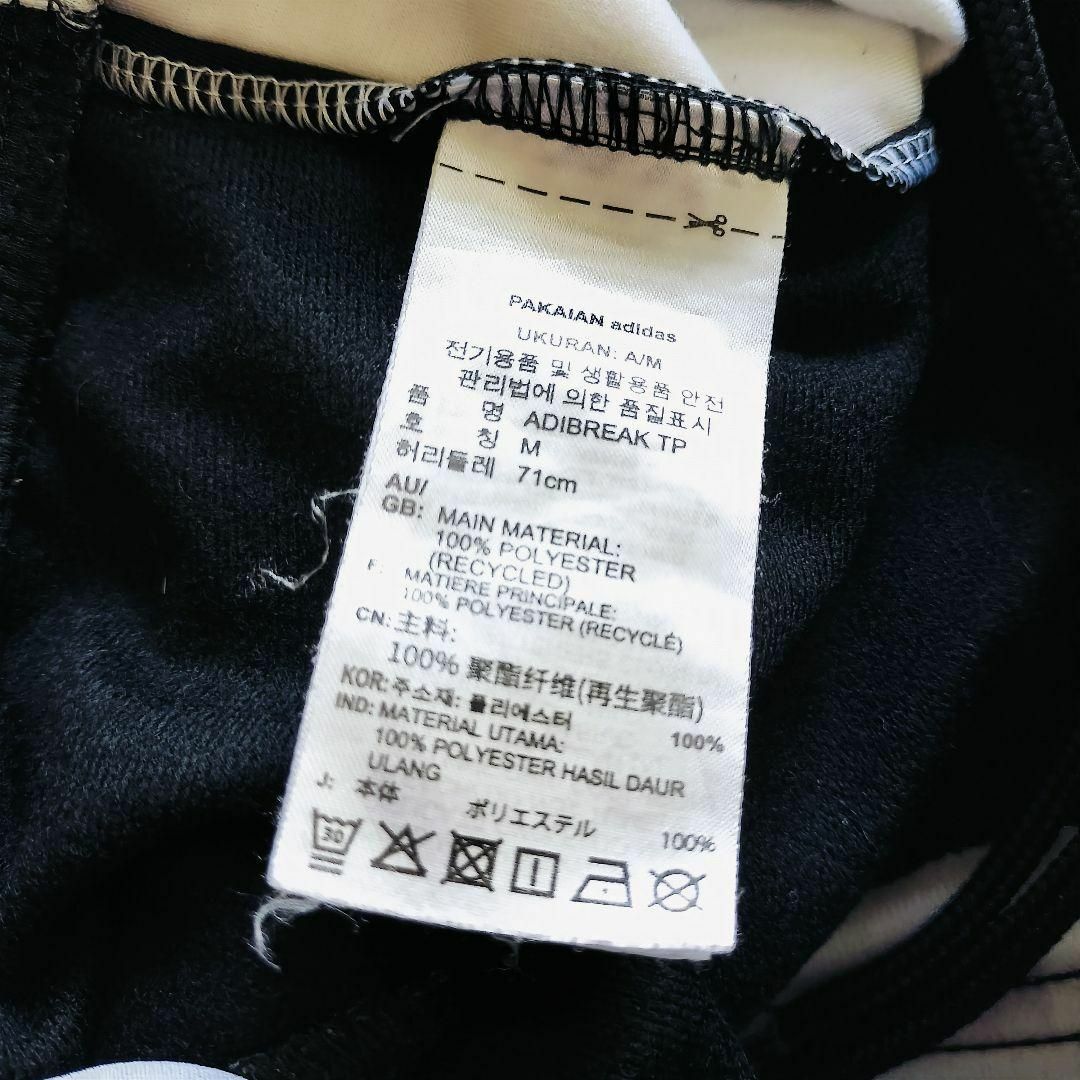 PAKAIAN adidas
UKURAN: A/M
전기용품 및 생활용품 안전
관리법에 의한 품질표시
품 명 ADIBREAK TP
호 칭 M
허리둘레 71cm
AU/
GB: MAIN MATERIAL:
100% POLYESTER
(RECYCLED)
F: MATIERE PRINCIPALE:
100% POLYESTER (RECYCLÉ)
CN: 主料:
100% 聚酯纤维(再生聚酯)
KOR: 주소재: 폴리에스터 100%
IND: MATERIAL UTAMA:
100% POLYESTER HASIL DAUR
ULANG
J: 本体 ポリエステル 100%
30